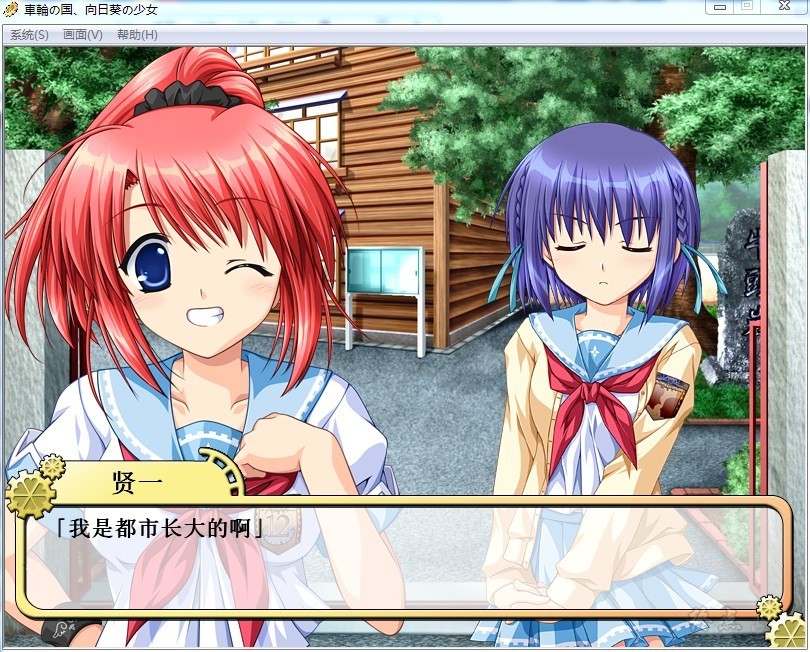 車輪の国、向日葵の少女
系统(S) 画面(V) 帮助(H)
贤一
「我是都市长大的啊」
12